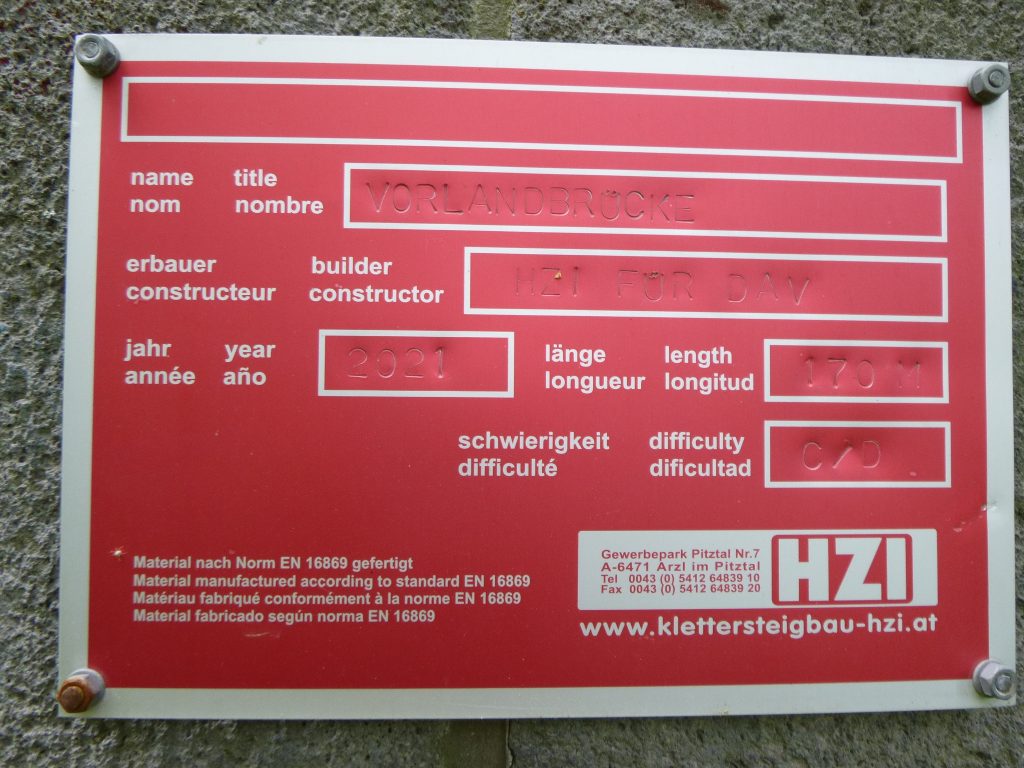 name title VORLANDBRÜCKE
nom nombre
erbauer builder HZI FÜR DAV
constructeur constructor
jahr year 2021 länge length 170 M
année año longueur longitud
schwierigkeit difficulty C/D
difficulté dificultad
Material nach Norm EN 16869 gefertigt
Material manufactured according to standard EN 16869
Matériau fabriqué conformément à la norme EN 16869
Material fabricado según norma EN 16869
Gewerbepark Pitztal Nr.7
A-6471 Arzl im Pitztal
Tel 0043 (0) 5412 64839 10
Fax 0043 (0) 5412 64839 20
HZI
www.klettersteigbau-hzi.at